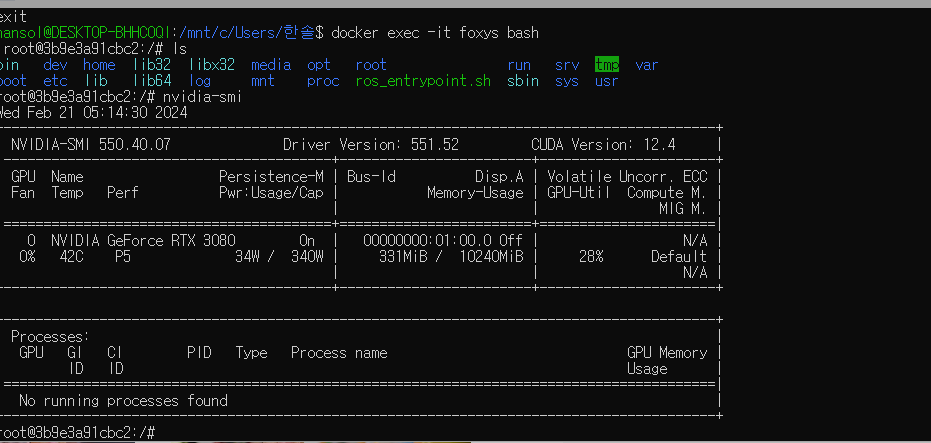 exit
hansol@DESKTOP-BHHCOOI:/mnt/c/Users/한솔$ docker exec -it foxys bash
root@3b9e3a91cbc2:/# ls
bin dev home lib32 libx32 media opt root run srv tmp var
boot etc lib lib64 log mnt proc ros_entrypoint.sh sbin sys usr
root@3b9e3a91cbc2:/# nvidia-smi
Wed Feb 21 05:14:30 2024
NVIDIA-SMI 550.40.07 Driver Version: 551.52 CUDA Version: 12.4
GPU Name Persistence-M | Bus-Id Disp.A | Volatile Uncorr. ECC
Fan Temp Perf Pwr:Usage/Cap | Memory-Usage | GPU-Util Compute M.
MIG M.
0 NVIDIA GeForce RTX 3080 On | 00000000:01:00.0 Off | N/A
0% 42C P5 34W / 340W | 331MiB / 10240MiB | 28% Default
N/A
Processes:
GPU GI CI PID Type Process name GPU Memory
ID ID Usage
No running processes found
root@3b9e3a91cbc2:/#